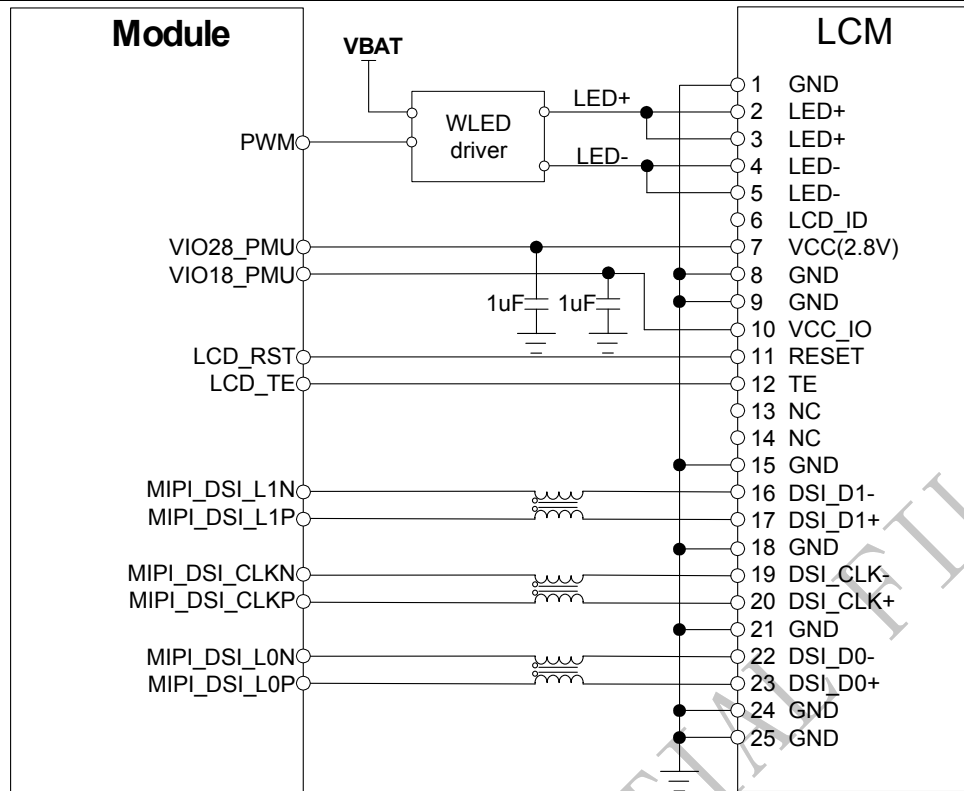 Module
LCM
VBAT
WLED
driver
LED+
LED-
PWM
VIO28_PMU
VIO18_PMU
1uF
1uF
LCD_RST
LCD_TE
MIPI_DSI_L1N
MIPI_DSI_L1P
MIPI_DSI_CLKN
MIPI_DSI_CLKP
MIPI_DSI_L0N
MIPI_DSI_L0P
1 GND
2 LED+
3 LED+
4 LED-
5 LED-
6 LCD_ID
7 VCC(2.8V)
8 GND
9 GND
10 VCC_IO
11 RESET
12 TE
13 NC
14 NC
15 GND
16 DSI_D1-
17 DSI_D1+
18 GND
19 DSI_CLK-
20 DSI_CLK+
21 GND
22 DSI_D0-
23 DSI_D0+
24 GND
25 GND